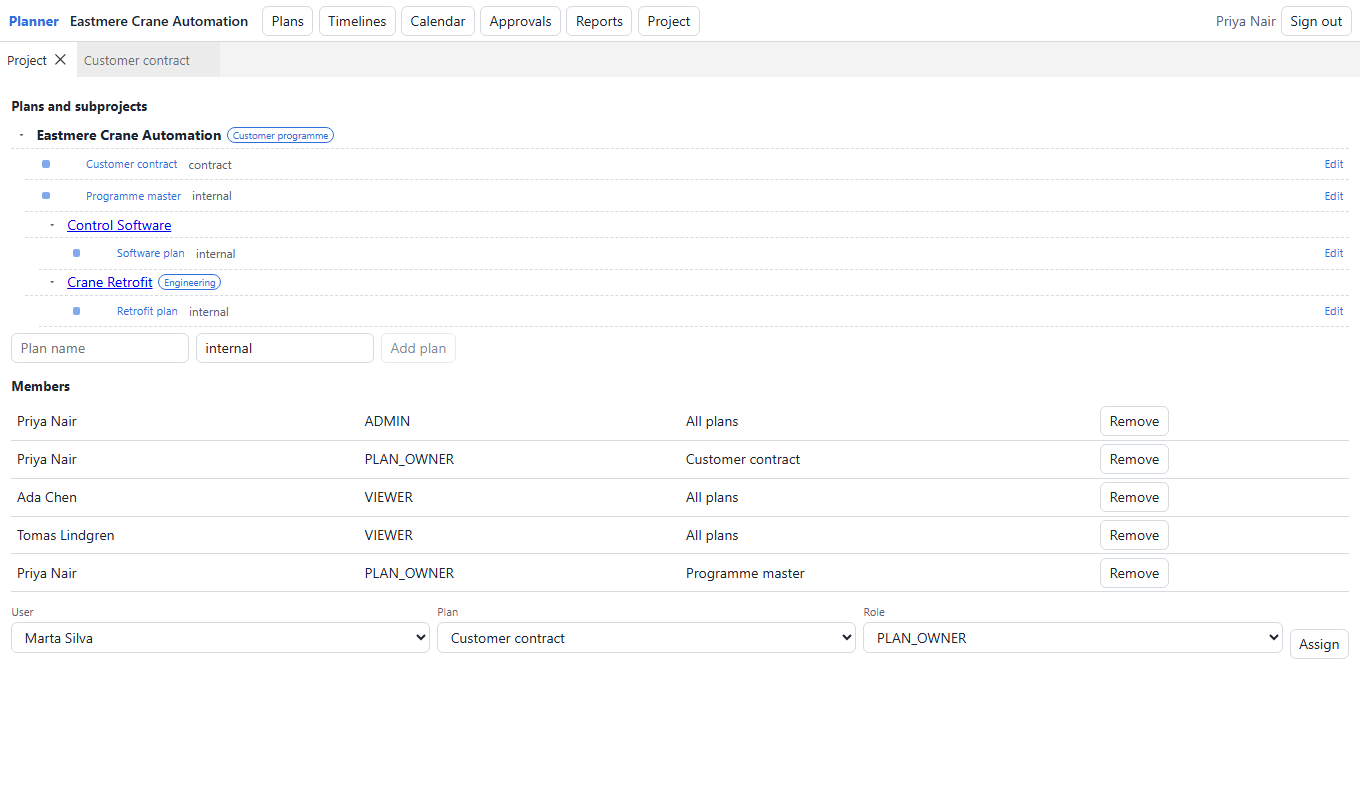 Planner Eastmere Crane Automation Plans Timelines Calendar Approvals Reports Project Priya Nair Sign out
Project Customer contract
Plans and subprojects
Eastmere Crane Automation Customer programme
Customer contract contract Edit
Programme master internal Edit
Control Software
Software plan internal Edit
Crane Retrofit Engineering
Retrofit plan internal Edit
Plan name internal Add plan
Members
Priya Nair ADMIN All plans Remove
Priya Nair PLAN_OWNER Customer contract Remove
Ada Chen VIEWER All plans Remove
Tomas Lindgren VIEWER All plans Remove
Priya Nair PLAN_OWNER Programme master Remove
User Plan Role
Marta Silva Customer contract PLAN_OWNER Assign